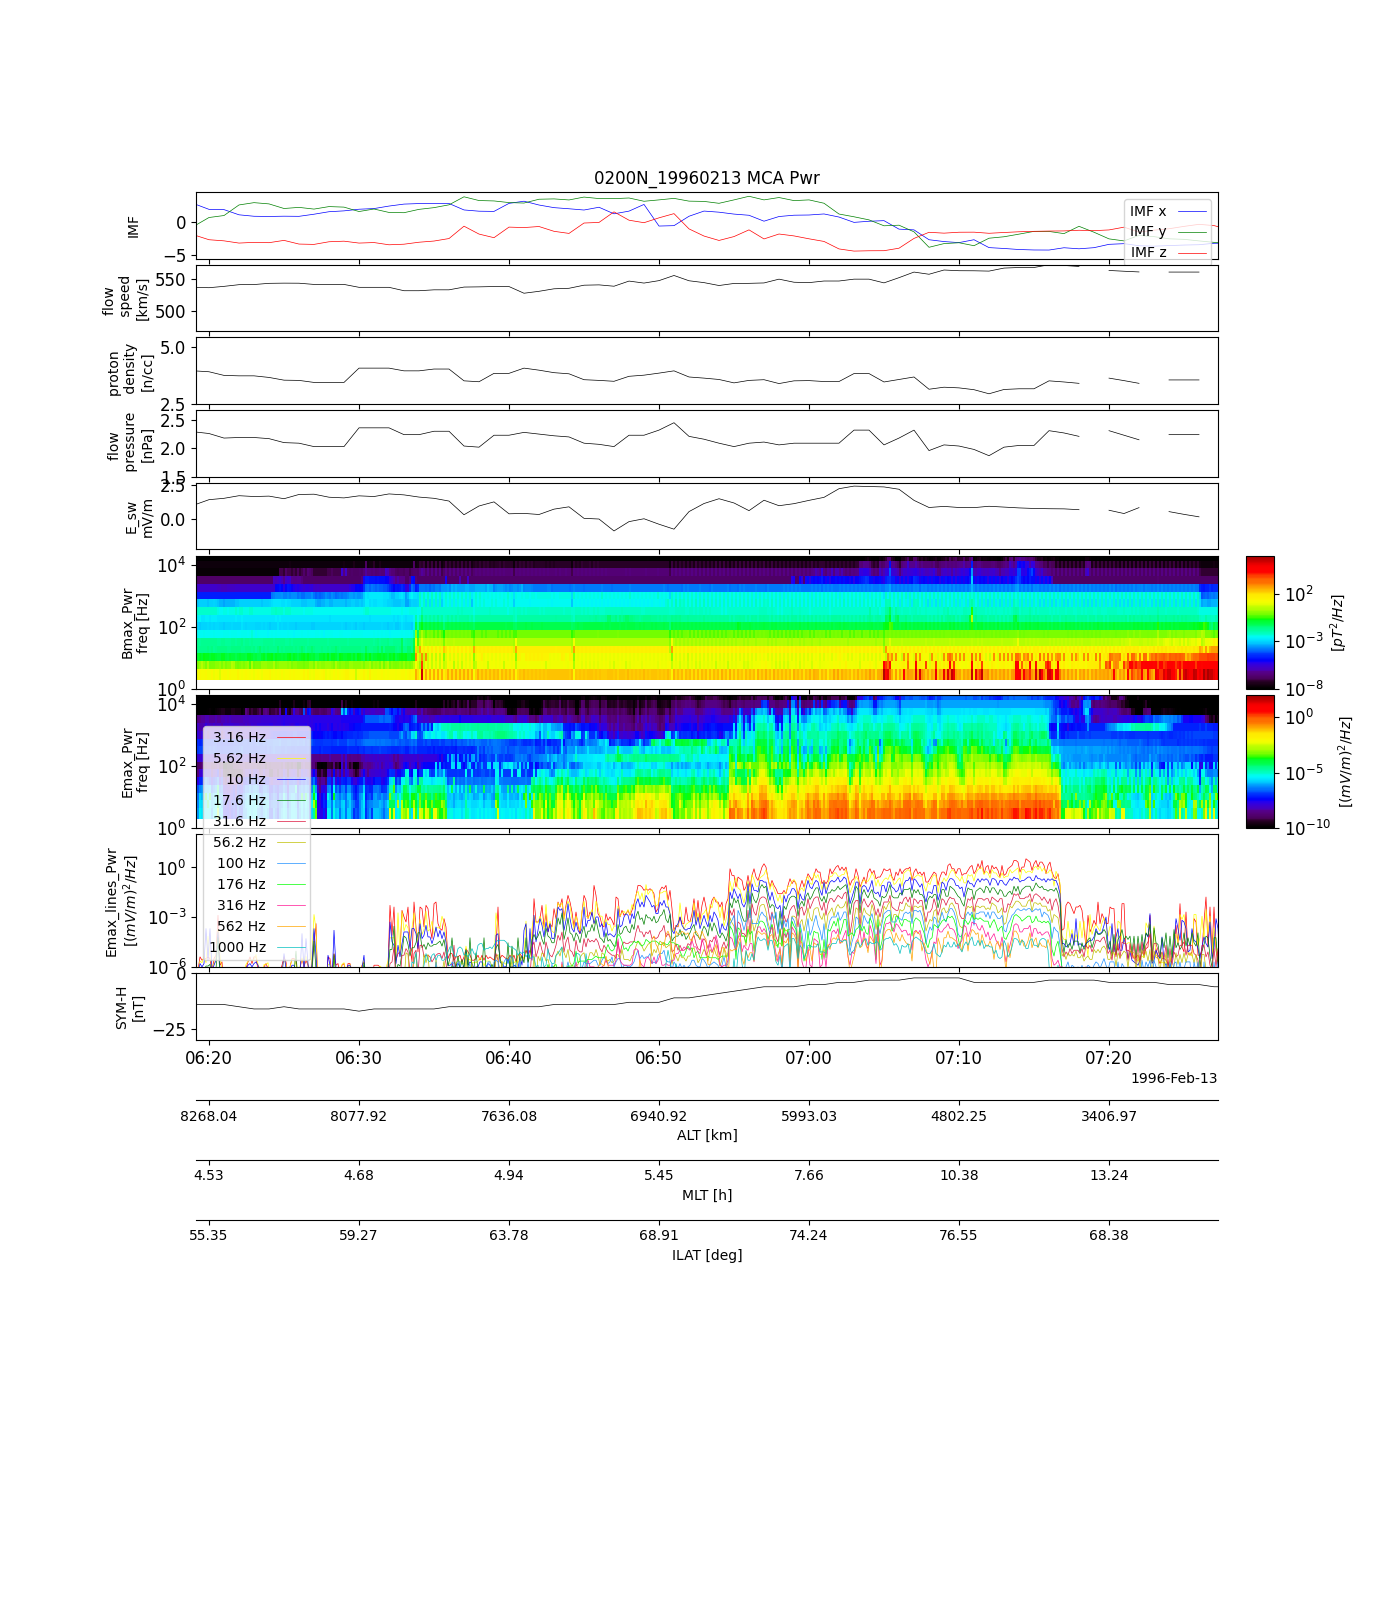 0200N_19960213 MCA Pwr
IMF
0
−5
IMF x
IMF y
IMF z
flow
speed
[km/s]
550
500
proton
density
[n/cc]
5.0
2.5
flow
pressure
[nPa]
2.5
2.0
1.5
E_sw
mV/m
2.5
0.0
Bmax_Pwr
freq [Hz]
10^4
10^2
10^0
10^2
10^−3
10^−8
[pT^2/Hz]
Emax_Pwr
freq [Hz]
10^4
10^2
10^0
10^0
10^−5
10^−10
[(mV/m)^2/Hz]
3.16 Hz
5.62 Hz
10 Hz
17.6 Hz
31.6 Hz
56.2 Hz
100 Hz
176 Hz
316 Hz
562 Hz
1000 Hz
Emax_lines_Pwr
[(mV/m)^2/Hz]
10^0
10^−3
10^−6
SYM-H
[nT]
0
−25
06:20 06:30 06:40 06:50 07:00 07:10 07:20
1996-Feb-13
8268.04 8077.92 7636.08 6940.92 5993.03 4802.25 3406.97
ALT [km]
4.53 4.68 4.94 5.45 7.66 10.38 13.24
MLT [h]
55.35 59.27 63.78 68.91 74.24 76.55 68.38
ILAT [deg]